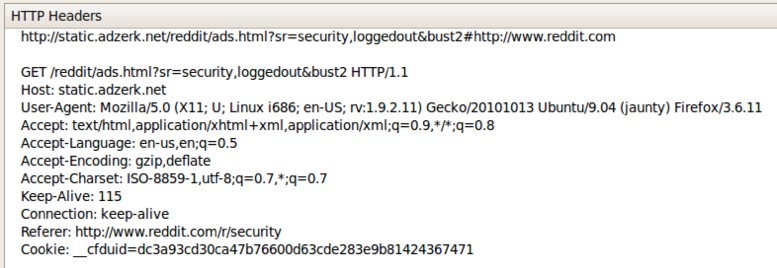 HTTP Headers
http://static.adzerk.net/reddit/ads.html?sr=security,loggedout&bust2#http://www.reddit.com
GET /reddit/ads.html?sr=security,loggedout&bust2 HTTP/1.1
Host: static.adzerk.net
User-Agent: Mozilla/5.0 (X11; U; Linux i686; en-US; rv:1.9.2.11) Gecko/20101013 Ubuntu/9.04 (jaunty) Firefox/3.6.11
Accept: text/html,application/xhtml+xml,application/xml;q=0.9,*/*;q=0.8
Accept-Language: en-us,en;q=0.5
Accept-Encoding: gzip,deflate
Accept-Charset: ISO-8859-1,utf-8;q=0.7,*;q=0.7
Keep-Alive: 115
Connection: keep-alive
Referer: http://www.reddit.com/r/security
Cookie: __cfduid=dc3a93cd30ca47b76600d63cde283e9b81424367471